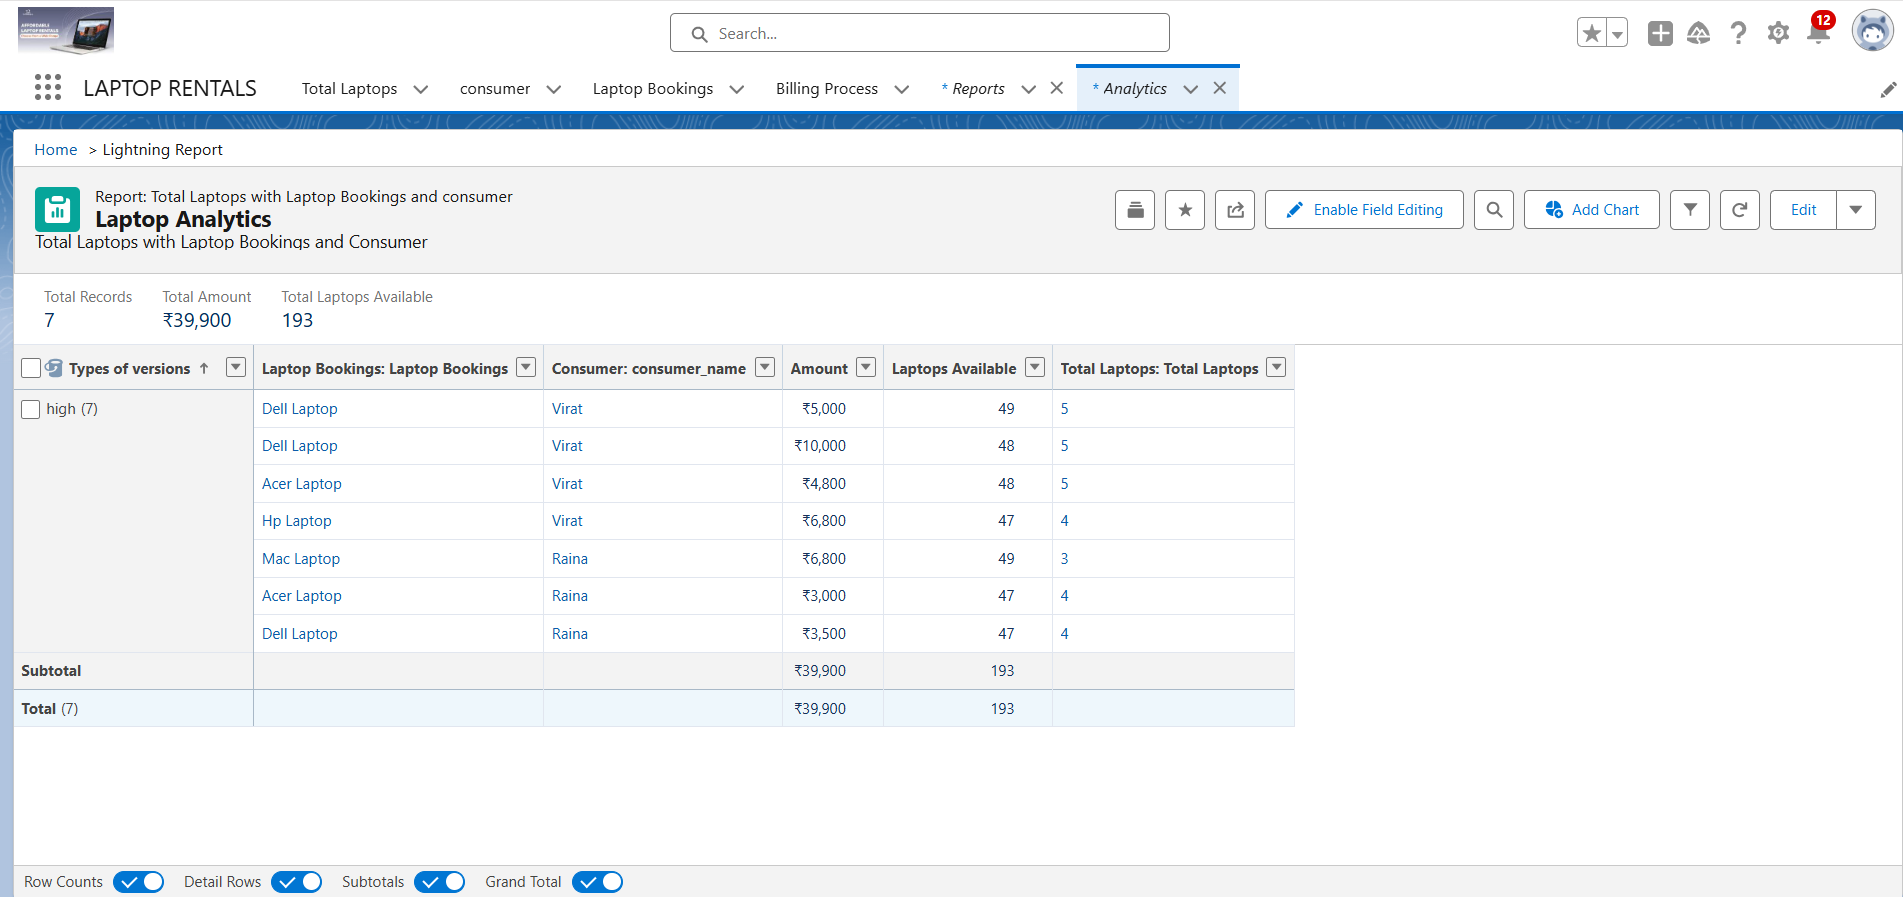 AFFORDABLE
LAPTOP RENTALS
Search...
12
LAPTOP RENTALS
Total Laptops
consumer
Laptop Bookings
Billing Process
* Reports
* Analytics
Home > Lightning Report
Report: Total Laptops with Laptop Bookings and consumer
Laptop Analytics
Total Laptops with Laptop Bookings and Consumer
Enable Field Editing
Add Chart
Edit
Total Records Total Amount Total Laptops Available
7 ₹39,900 193
Types of versions ↑ Laptop Bookings: Laptop Bookings Consumer: consumer_name Amount Laptops Available Total Laptops: Total Laptops
high (7) Dell Laptop Virat ₹5,000 49 5
Dell Laptop Virat ₹10,000 48 5
Acer Laptop Virat ₹4,800 48 5
Hp Laptop Virat ₹6,800 47 4
Mac Laptop Raina ₹6,800 49 3
Acer Laptop Raina ₹3,000 47 4
Dell Laptop Raina ₹3,500 47 4
Subtotal ₹39,900 193
Total (7) ₹39,900 193
Row Counts Detail Rows Subtotals Grand Total